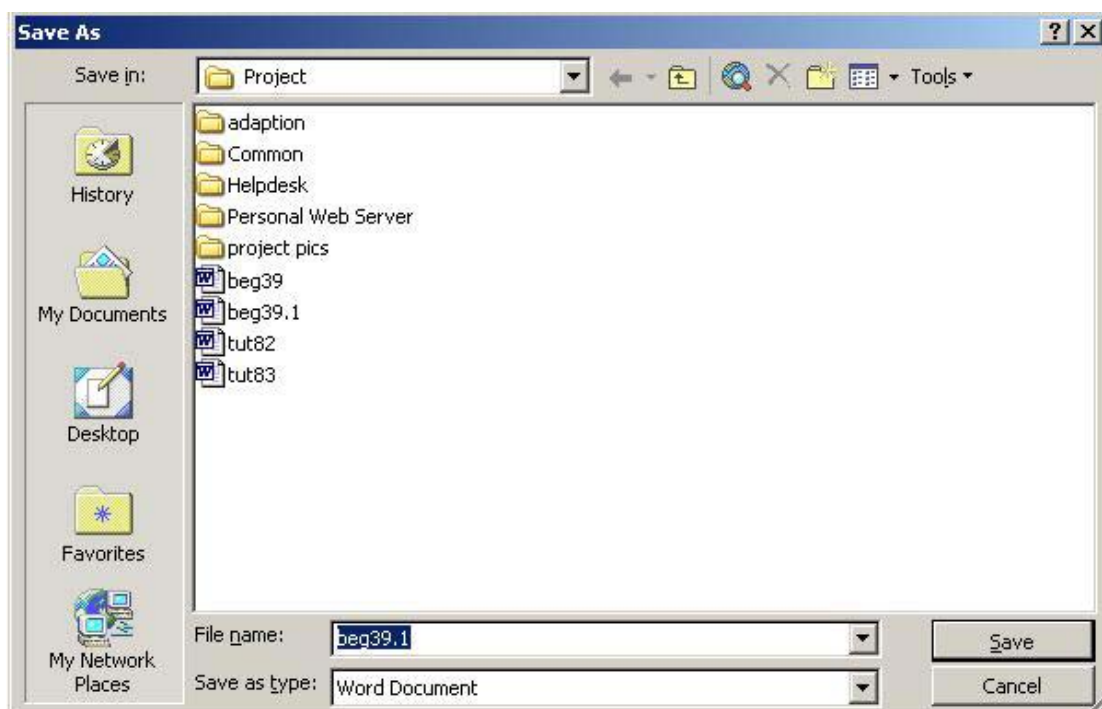 Save As
Save in:
Project
Tools
History
My Documents
Desktop
Favorites
My Network
Places
adaption
Common
Helpdesk
Personal Web Server
project pics
beg39
beg39.1
tut82
tut83
File name:
beg39.1
Save
Save as type:
Word Document
Cancel